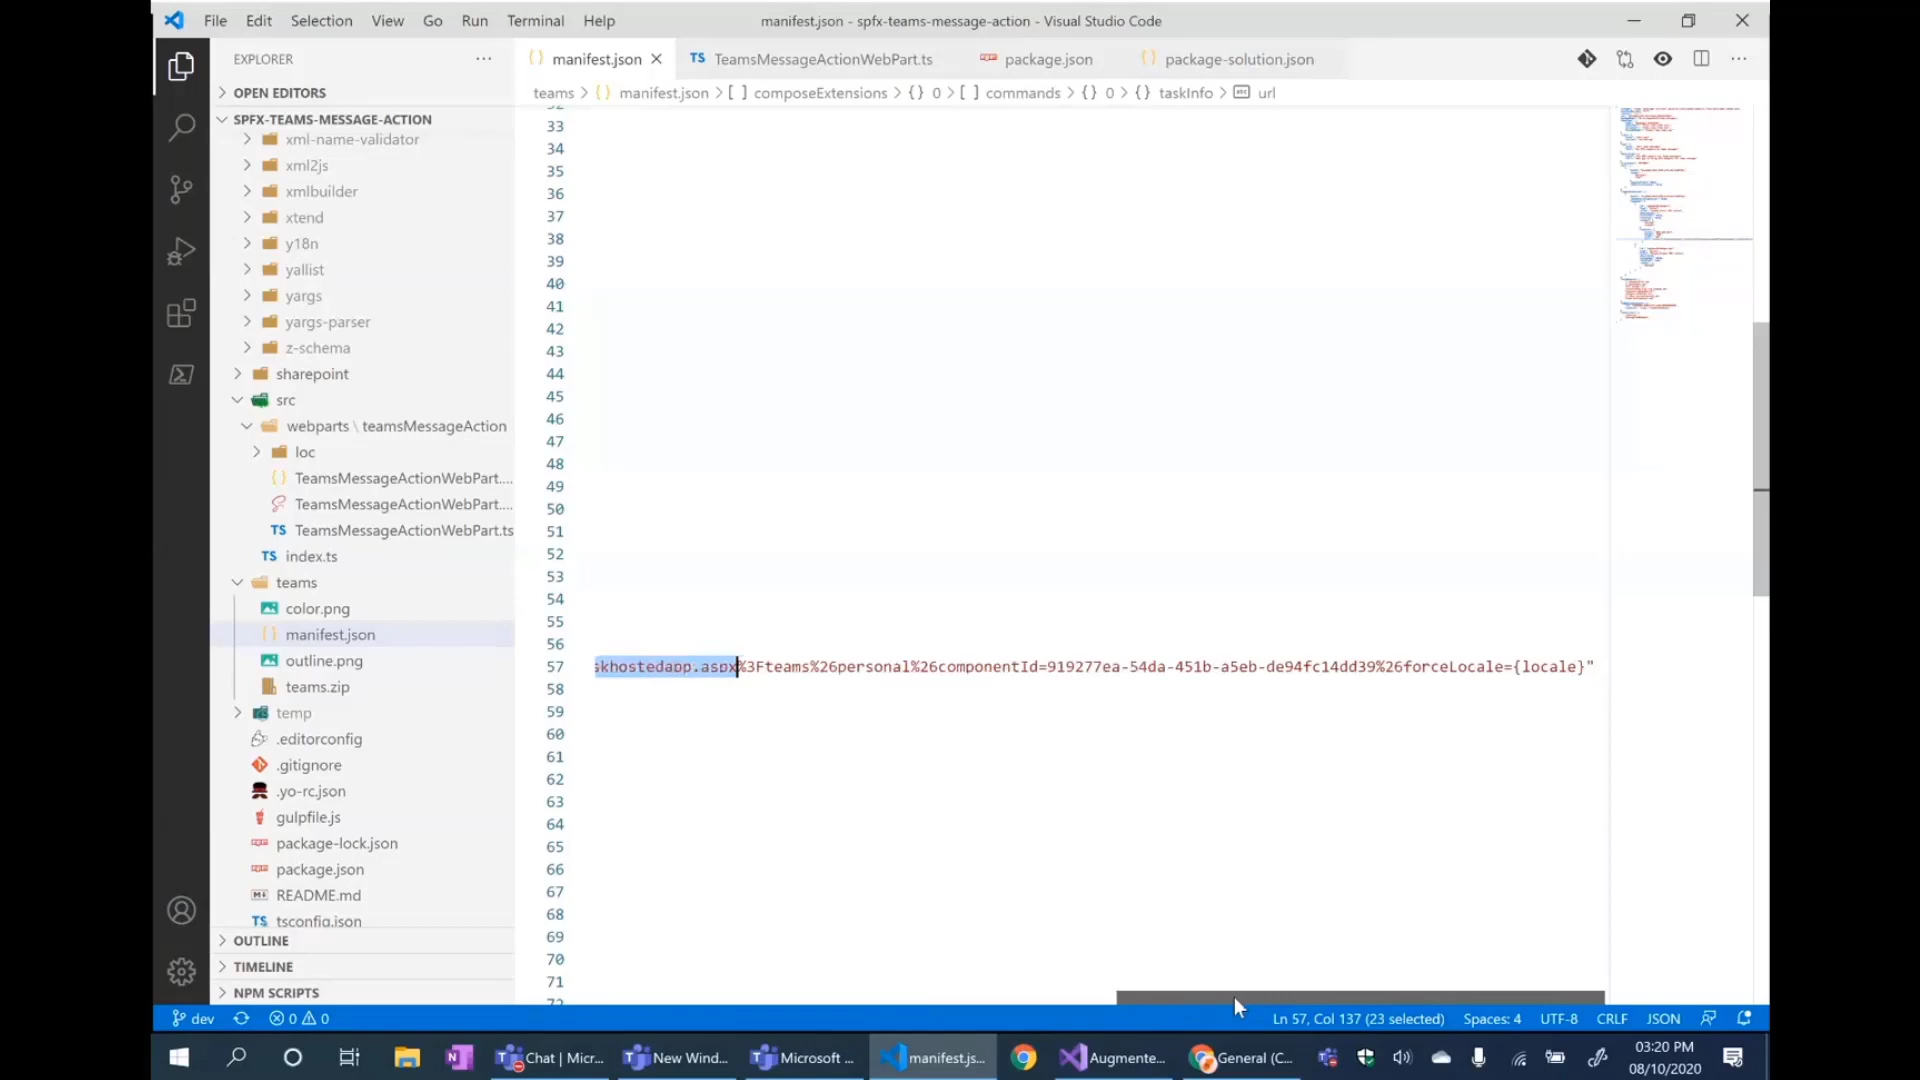 File Edit Selection View Go Run Terminal Help
manifest.json - spfx-teams-message-action - Visual Studio Code
EXPLORER
manifest.json
TS TeamsMessageActionWebPart.ts
package.json
package-solution.json
OPEN EDITORS
teams > {} manifest.json > [ ] composeExtensions > {} 0 > [ ] commands > {} 0 > {} taskInfo > abc url
SPFX-TEAMS-MESSAGE-ACTION
xml-name-validator
xml2js
xmlbuilder
xtend
y18n
yallist
yargs
yargs-parser
z-schema
sharepoint
src
webparts \ teamsMessageAction
loc
TeamsMessageActionWebPart....
TeamsMessageActionWebPart....
TS TeamsMessageActionWebPart.ts
TS index.ts
teams
color.png
manifest.json
outline.png
teams.zip
temp
.editorconfig
.gitignore
.yo-rc.json
gulpfile.js
package-lock.json
package.json
README.md
TS tsconfig.json
OUTLINE
TIMELINE
NPM SCRIPTS
32
33
34
35
36
37
38
39
40
41
42
43
44
45
46
47
48
49
50
51
52
53
54
55
56
57 skhostedapp.aspx%3Fteams%26personal%26componentId=919277ea-54da-451b-a5eb-de94fc14dd39%26forceLocale={locale}"
58
59
60
61
62
63
64
65
66
67
68
69
70
71
72
dev
0 0
Ln 57, Col 137 (23 selected)
Spaces: 4
UTF-8
CRLF
JSON
Chat | Micr...
New Wind...
Microsoft ...
manifest.js...
Augmente...
General (C...
03:20 PM
08/10/2020